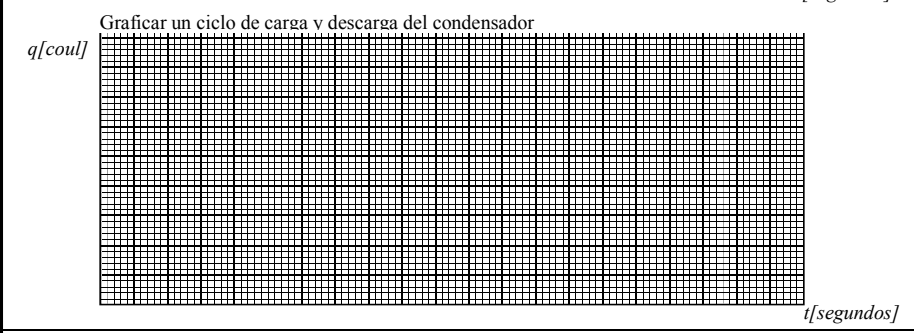 Graficar un ciclo de carga y descarga del condensador
q[coul]
t[segundos]